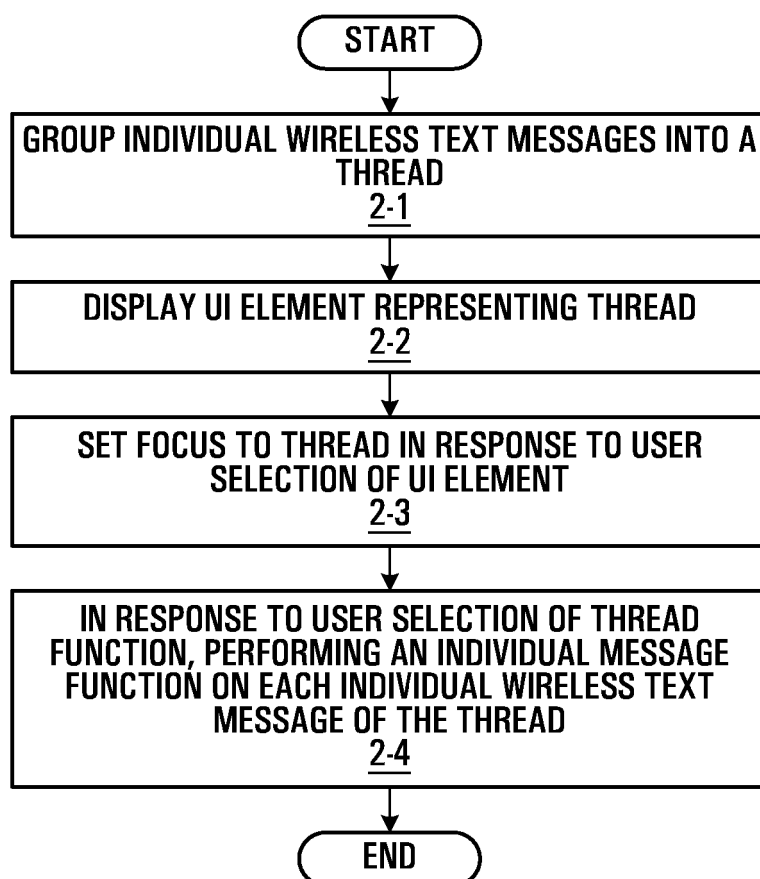 START
GROUP INDIVIDUAL WIRELESS TEXT MESSAGES INTO A
THREAD
2-1
DISPLAY UI ELEMENT REPRESENTING THREAD
2-2
SET FOCUS TO THREAD IN RESPONSE TO USER
SELECTION OF UI ELEMENT
2-3
IN RESPONSE TO USER SELECTION OF THREAD
FUNCTION, PERFORMING AN INDIVIDUAL MESSAGE
FUNCTION ON EACH INDIVIDUAL WIRELESS TEXT
MESSAGE OF THE THREAD
2-4
END